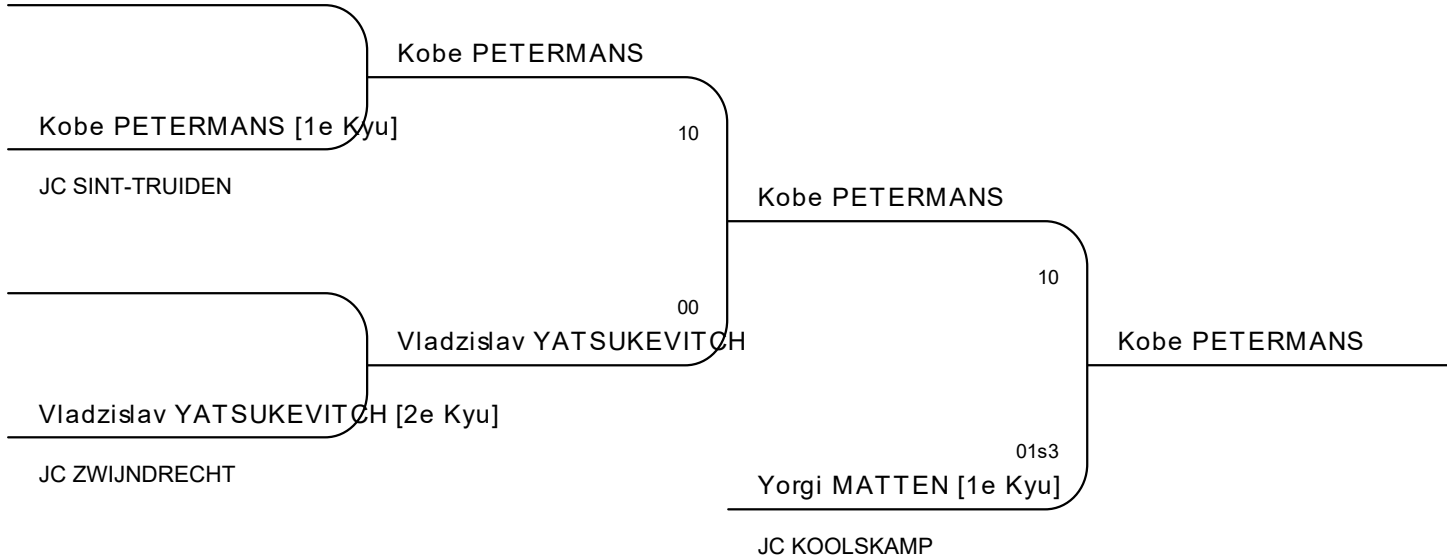 Kobe PETERMANS
Kobe PETERMANS [1e Kyu]
10
JC SINT-TRUIDEN
Kobe PETERMANS
10
00
Vladzislav YATSUKEVITCH
Kobe PETERMANS
Vladzislav YATSUKEVITCH [2e Kyu]
01s3
JC ZWIJNDRECHT
Yorgi MATTEN [1e Kyu]
JC KOOLSKAMP